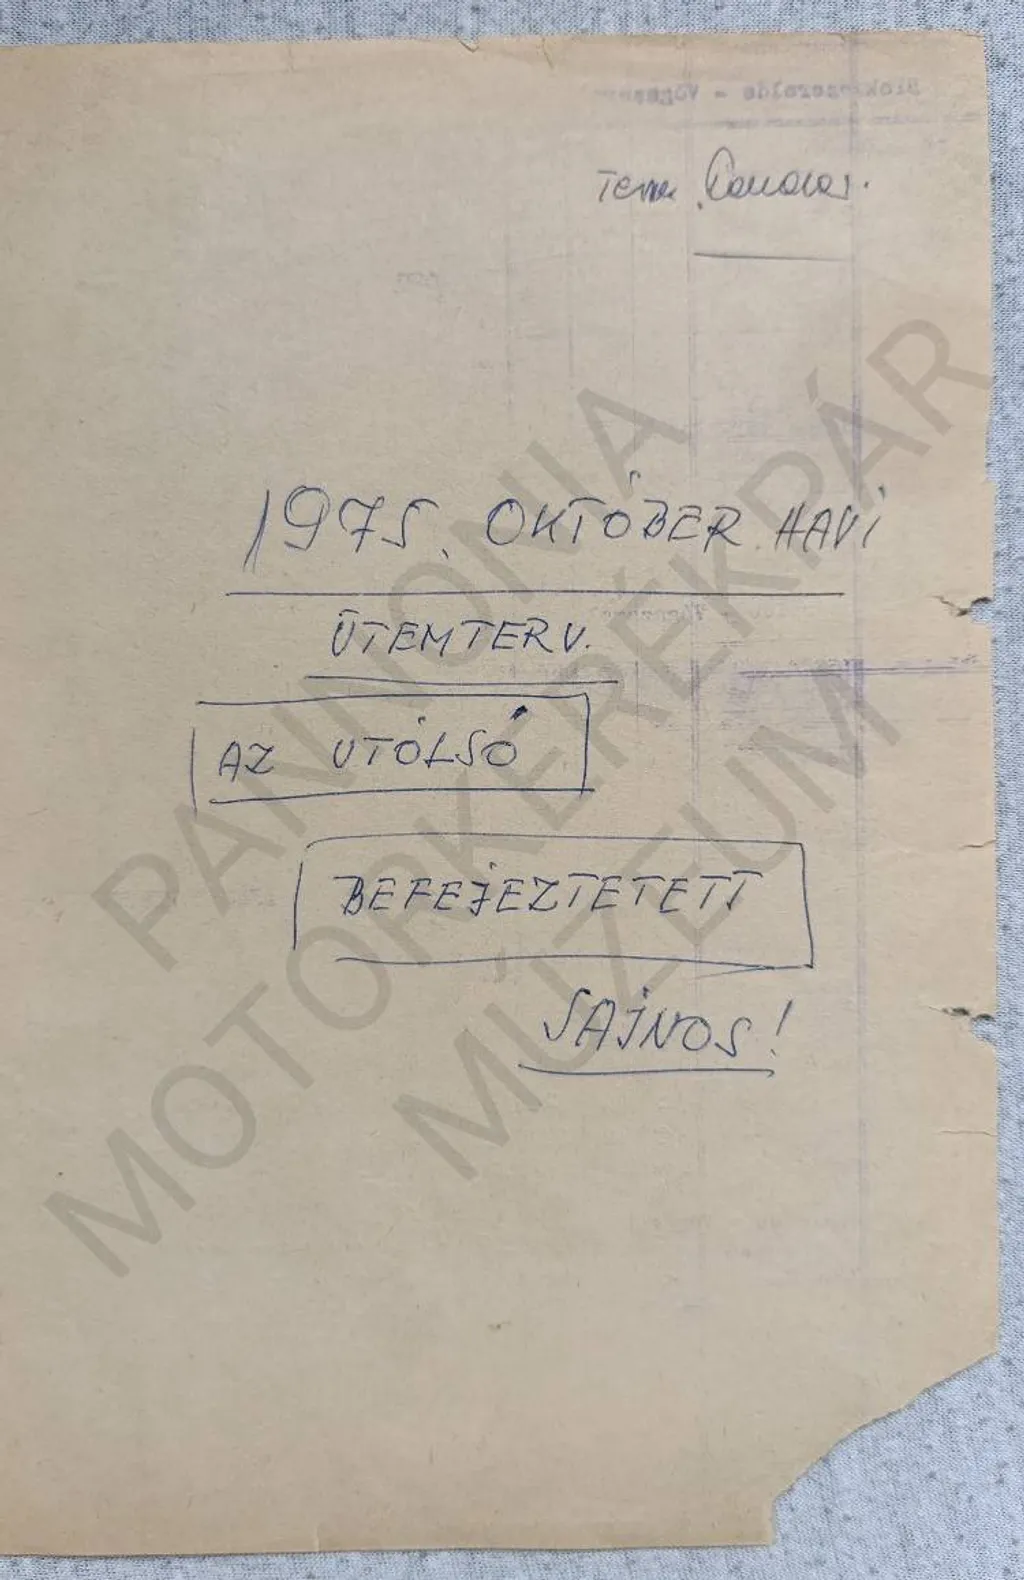 1975. OKTÓBER HAVI
ÜTEMTERV.
AZ UTÓLSÓ
BEFEJEZTETETT
SAJNOS!
PANNONIA
MOTORKERÉKPÁR
MÚZEUM